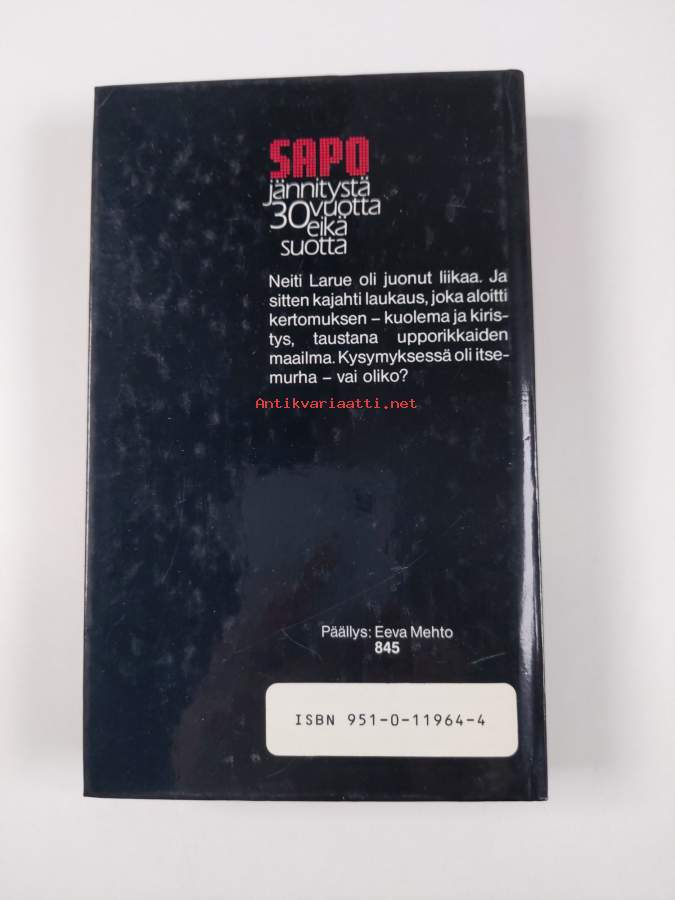 SAPO
jännitystä
30 vuotta
eikä
suotta
Neiti Larue oli juonut liikaa. Ja
sitten kajahti laukaus, joka aloitti
kertomuksen – kuolema ja kiris-
tys, taustana upporikkaiden
maailma. Kysymyksessä oli itse-
murha – vai oliko?
Antikvariaatti.net
Päällys: Eeva Mehto
845
ISBN 951-0-11964-4